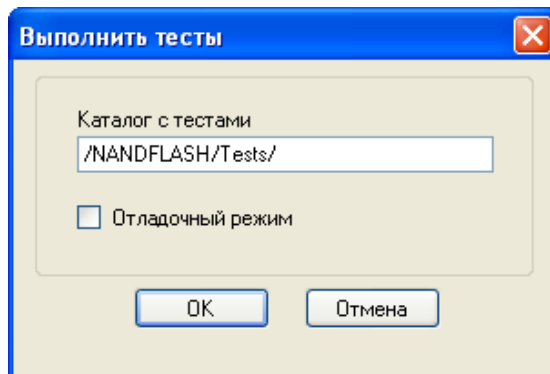 Выполнить тесты
Каталог с тестами
/NANDFLASH/Tests/
Отладочный режим
OK
Отмена